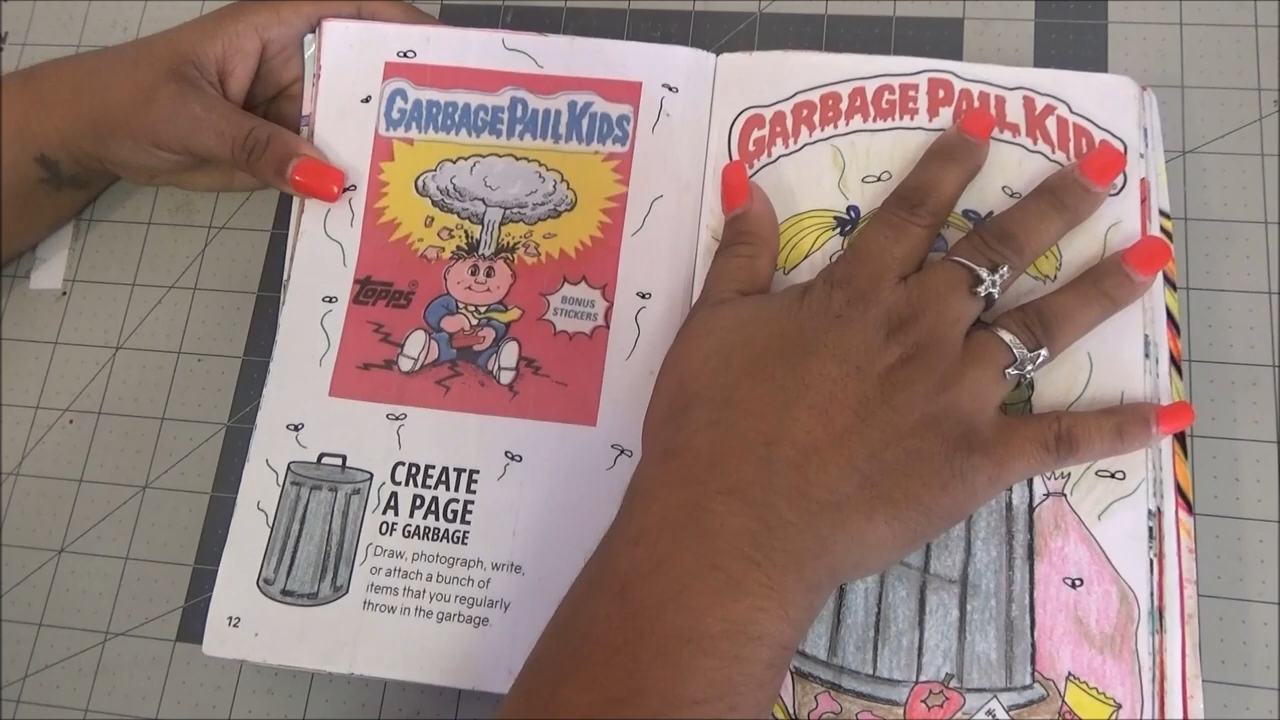 GARBAGE PAIL KIDS
topps
BONUS
STICKERS
CREATE
A PAGE
OF GARBAGE
Draw, photograph, write,
or attach a bunch of
items that you regularly
throw in the garbage.
12
GARBAGE PAIL KIDS